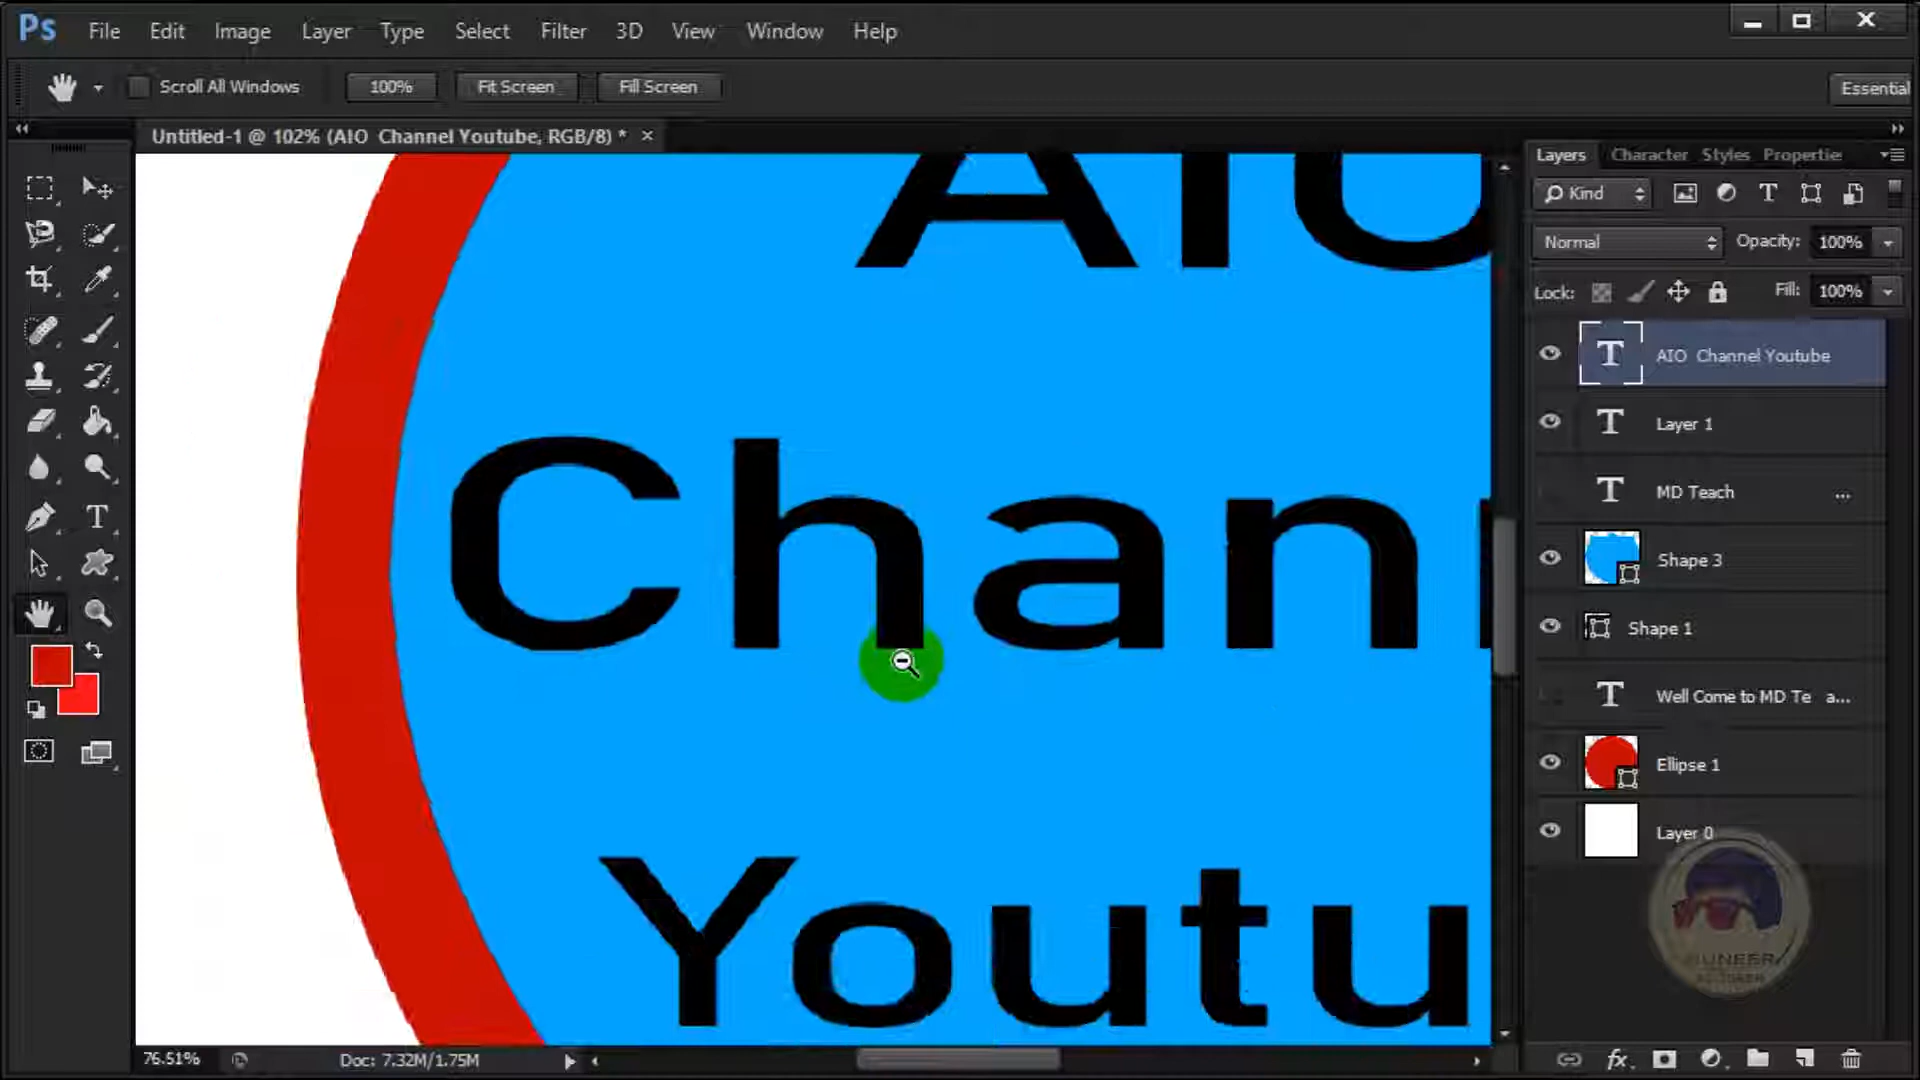 Ps File Edit Image Layer Type Select Filter 3D View Window Help
Scroll All Windows 100% Fit Screen Fill Screen Essential
Untitled-1 @ 102% (AIO Channel Youtube, RGB/8) * ×
Layers Character Styles Propertie
Kind
Normal Opacity: 100%
Lock: Fill: 100%
AIO Channel Youtube
Layer 1
MD Teach ...
Shape 3
Shape 1
Well Come to MD Te a...
Ellipse 1
Layer 0
AIO
Chann
Youtu
76.51% Doc: 7.32M/1.75M
fx